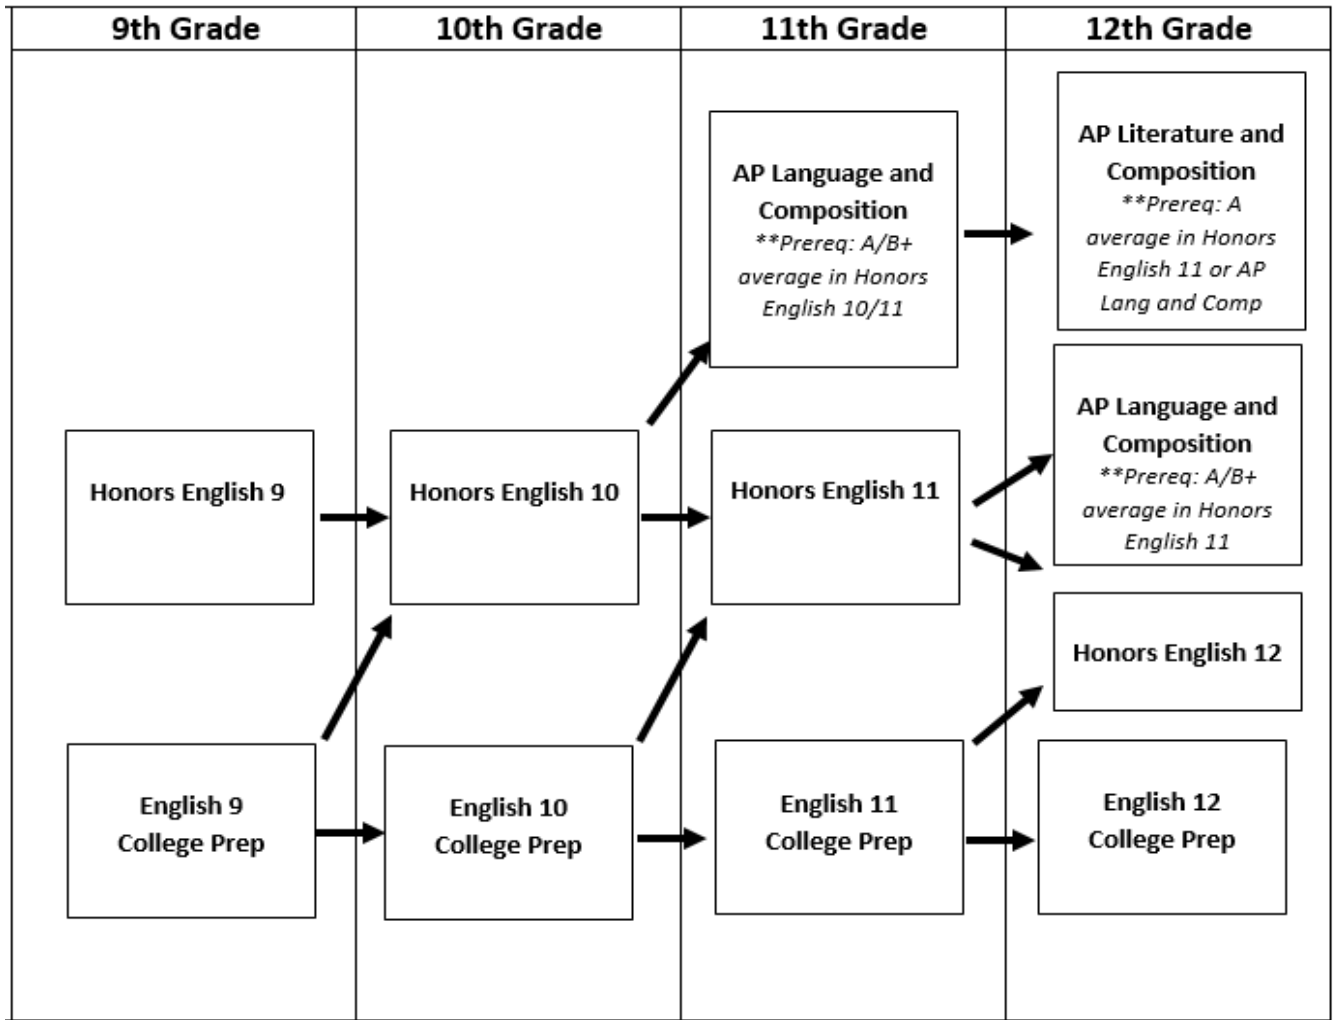 9th Grade
10th Grade
11th Grade
12th Grade
AP Language and
Composition
**Prereq: A/B+
average in Honors
English 10/11
AP Literature and
Composition
**Prereq: A
average in Honors
English 11 or AP
Lang and Comp
Honors English 9
Honors English 10
Honors English 11
AP Language and
Composition
**Prereq: A/B+
average in Honors
English 11
Honors English 12
English 9
College Prep
English 10
College Prep
English 11
College Prep
English 12
College Prep